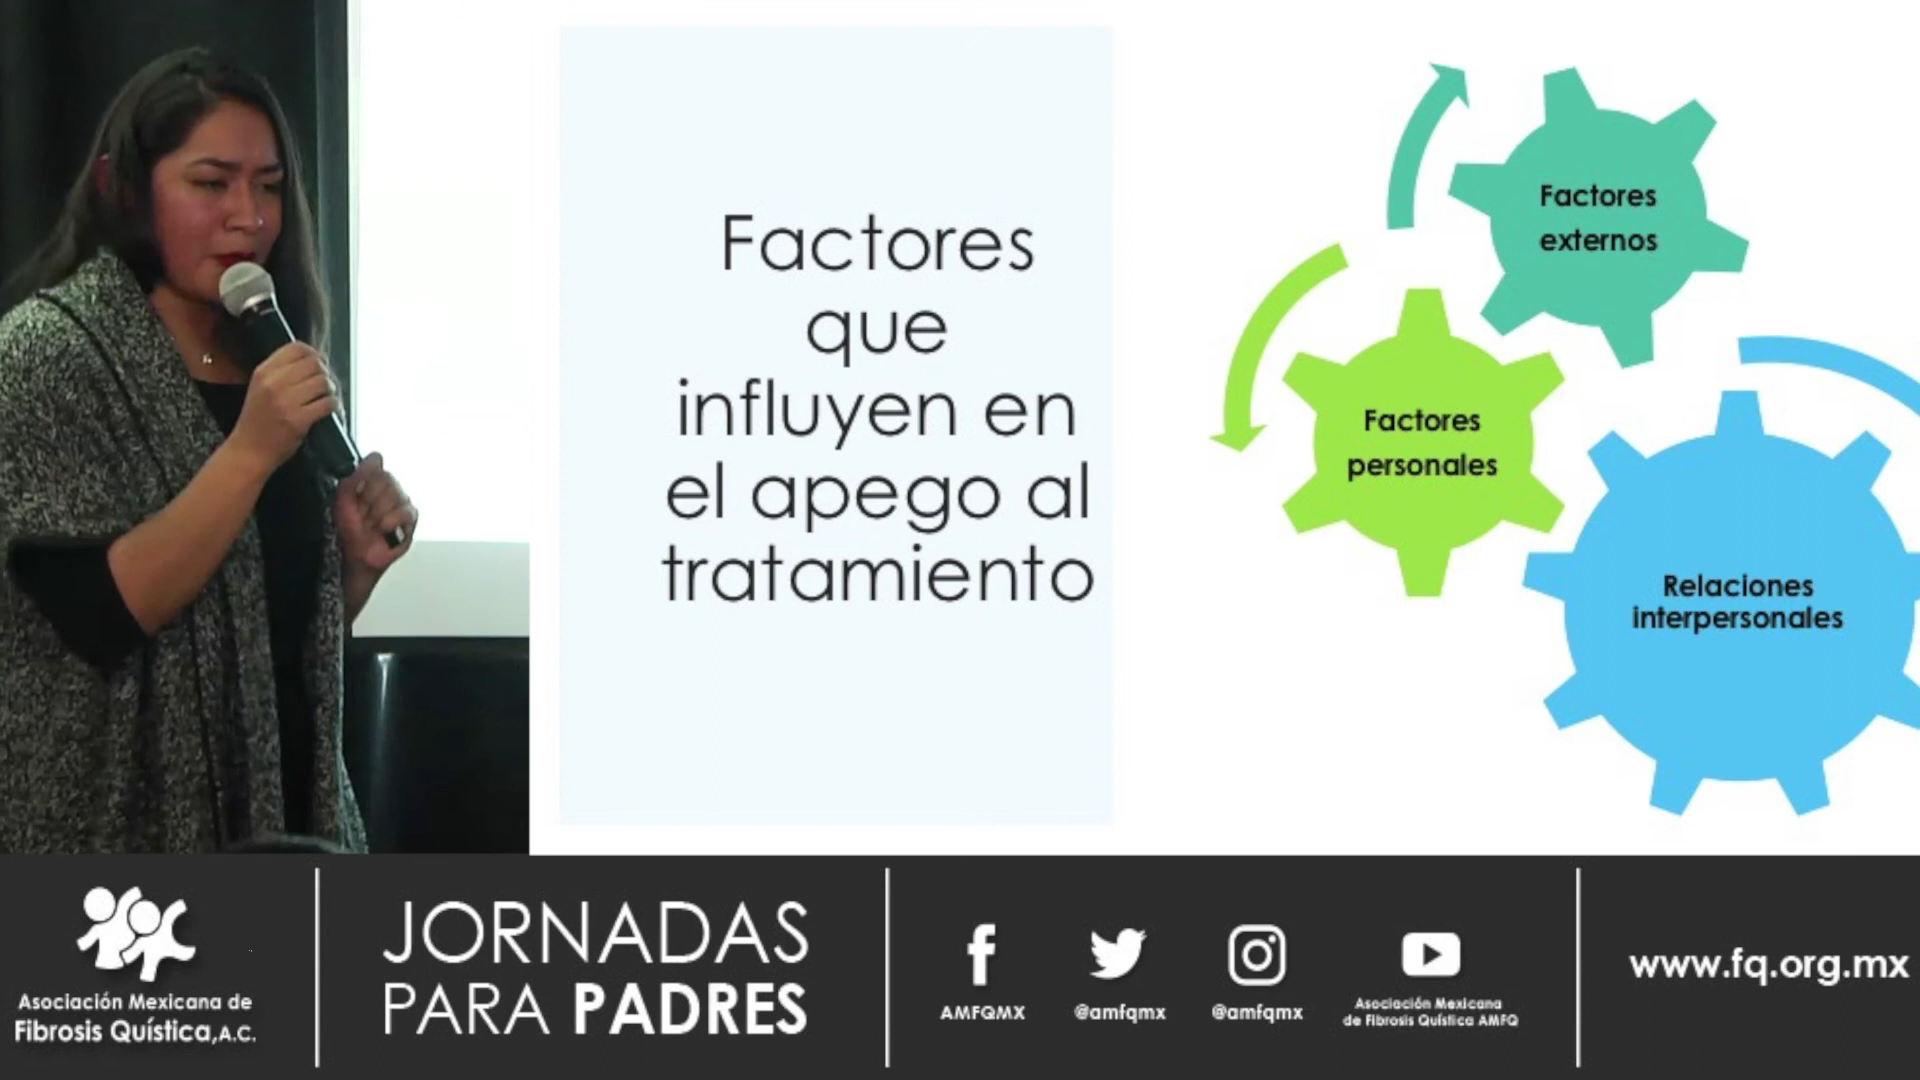 Factores
que
influyen en
el apego al
tratamiento
Factores
externos
Factores
personales
Relaciones
interpersonales
Asociación Mexicana de
Fibrosis Quística,A.C.
JORNADAS
PARA PADRES
AMFQMX
@amfqmx
@amfqmx
Asociación Mexicana
de Fibrosis Quística AMFQ
www.fq.org.mx